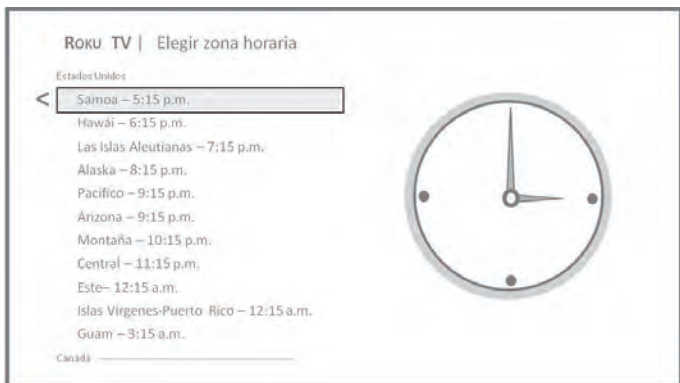 ROKU TV | Elegir zona horaria
Estados Unidos
Samoa – 5:15 p.m.
Hawái – 6:15 p.m.
Las Islas Aleutianas – 7:15 p.m.
Alaska – 8:15 p.m.
Pacifico – 9:15 p.m.
Arizona – 9:15 p.m.
Montaña – 10:15 p.m.
Central – 11:15 p.m.
Este– 12:15 a.m.
Islas Virgenes-Puerto Rico – 12:15 a.m.
Guam – 3:15 a.m.
Canadá